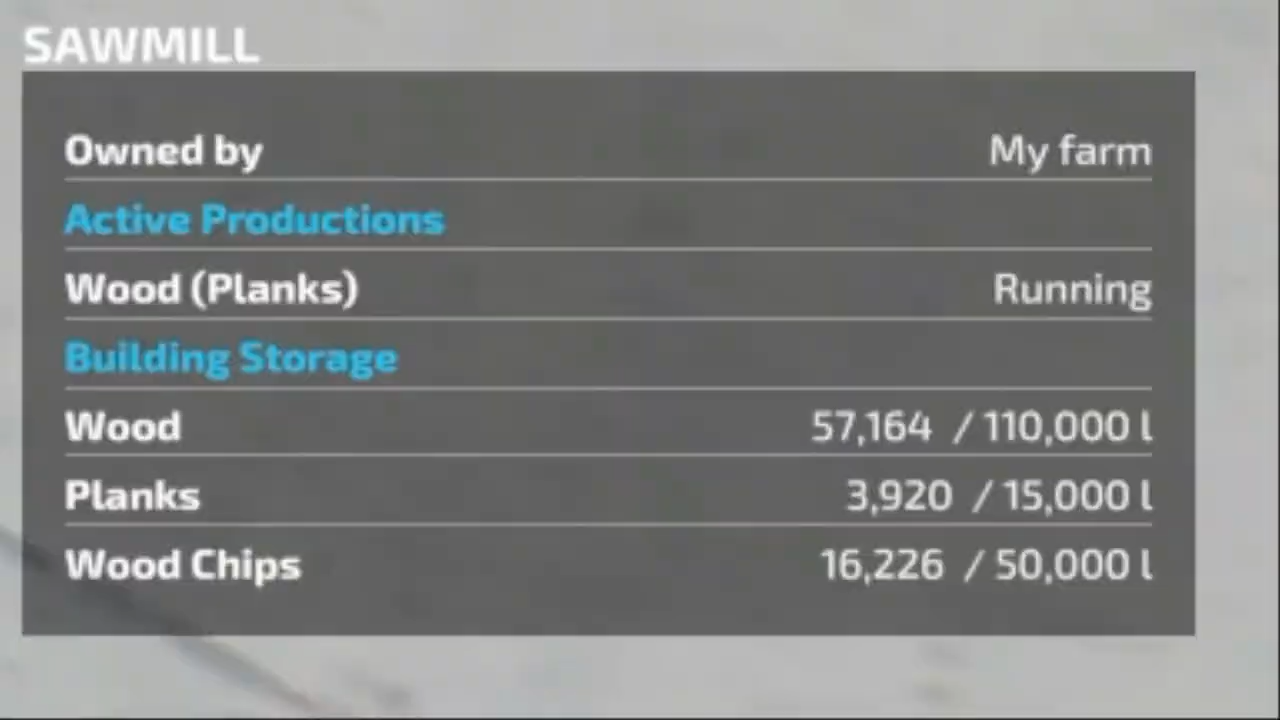 SAWMILL
Owned by My farm
Active Productions
Wood (Planks) Running
Building Storage
Wood 57,164 / 110,000 l
Planks 3,920 / 15,000 l
Wood Chips 16,226 / 50,000 l